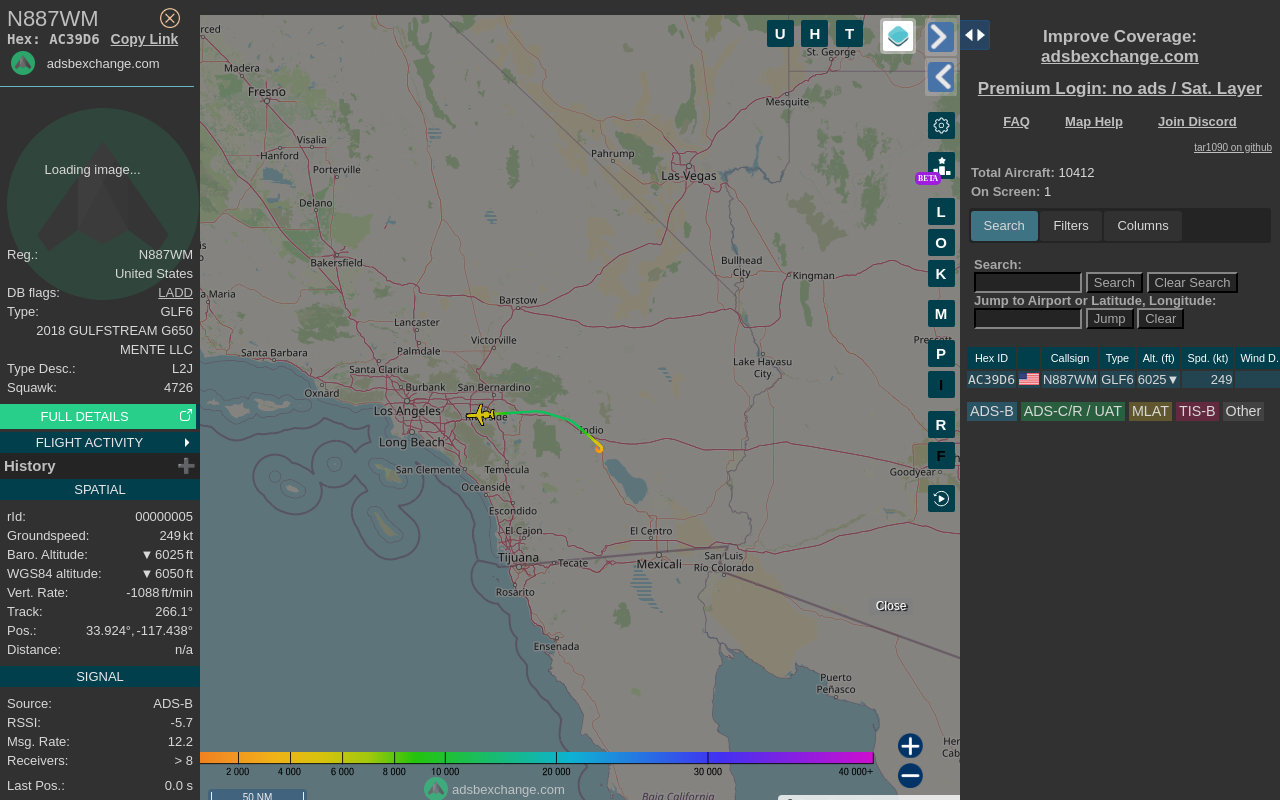 N887WM
Hex: AC39D6 Copy Link
adsbexchange.com
Loading image...
Reg.: N887WM
United States
DB flags: LADD
Type: GLF6
2018 GULFSTREAM G650
MENTE LLC
Type Desc.: L2J
Squawk: 4726
FULL DETAILS
FLIGHT ACTIVITY
History
SPATIAL
rId: 00000005
Groundspeed: 249 kt
Baro. Altitude: ▼ 6025 ft
WGS84 altitude: ▼ 6050 ft
Vert. Rate: -1088 ft/min
Track: 266.1°
Pos.: 33.924°, -117.438°
Distance: n/a
SIGNAL
Source: ADS-B
RSSI: -5.7
Msg. Rate: 12.2
Receivers: > 8
Last Pos.: 0.0 s
U H T
St. George
Madera
Fresno
Mesquite
Visalia
Hanford
Pahrump
Porterville
Las Vegas
BETA
Delano
L
O
Bakersfield
Bullhead City
K
Kingman
a Maria
Barstow
M
Lancaster
Victorville
Santa Barbara
Palmdale
P
Lake Havasu City
Santa Clarita
I
Oxnard
Burbank
San Bernardino
Los Angeles
R
Indio
Long Beach
F
San Clemente
Temecula
Goodyear
Oceanside
Escondido
El Cajon
El Centro
Tijuana
Tecate
Mexicali
San Luis Río Colorado
Rosarito
Close
Ensenada
Puerto Peñasco
2 000 4 000 6 000 8 000 10 000 20 000 30 000 40 000+
adsbexchange.com
50 NM
Baja California
Improve Coverage:
adsbexchange.com
Premium Login: no ads / Sat. Layer
FAQ Map Help Join Discord
tar1090 on github
Total Aircraft: 10412
On Screen: 1
Search Filters Columns
Search:
Search Clear Search
Jump to Airport or Latitude, Longitude:
Jump Clear
Hex ID Callsign Type Alt. (ft) Spd. (kt) Wind D.
AC39D6 N887WM GLF6 6025▼ 249
ADS-B ADS-C/R / UAT MLAT TIS-B Other